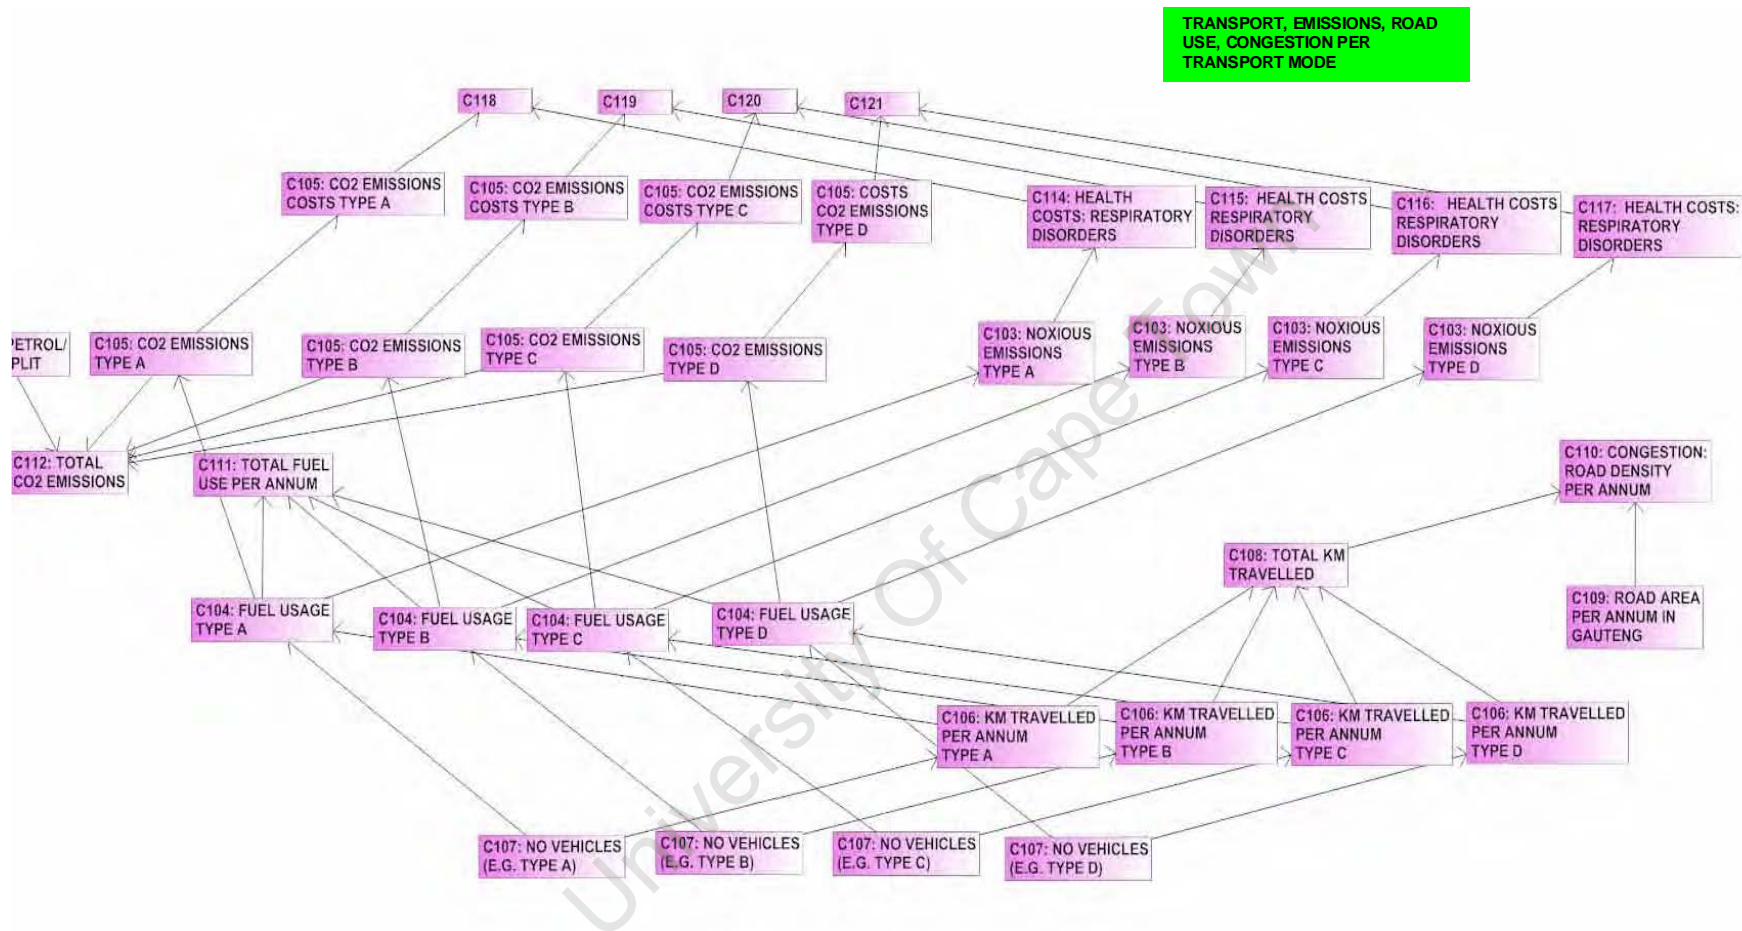 TRANSPORT, EMISSIONS, ROAD
USE, CONGESTION PER
TRANSPORT MODE
C118
C119
C120
C121
C105: CO2 EMISSIONS
COSTS TYPE A
C105: CO2 EMISSIONS
COSTS TYPE B
C105: CO2 EMISSIONS
COSTS TYPE C
C105: COSTS
CO2 EMISSIONS
TYPE D
C114: HEALTH
COSTS: RESPIRATORY
DISORDERS
C115: HEALTH COSTS
RESPIRATORY
DISORDERS
C116: HEALTH COSTS
RESPIRATORY
DISORDERS
C117: HEALTH COSTS:
RESPIRATORY
DISORDERS
PETROL/
PLIT
C105: CO2 EMISSIONS
TYPE A
C105: CO2 EMISSIONS
TYPE B
C105: CO2 EMISSIONS
TYPE C
C105: CO2 EMISSIONS
TYPE D
C103: NOXIOUS
EMISSIONS
TYPE A
C103: NOXIOUS
EMISSIONS
TYPE B
C103: NOXIOUS
EMISSIONS
TYPE C
C103: NOXIOUS
EMISSIONS
TYPE D
C112: TOTAL
CO2 EMISSIONS
C111: TOTAL FUEL
USE PER ANNUM
C110: CONGESTION:
ROAD DENSITY
PER ANNUM
C108: TOTAL KM
TRAVELLED
C109: ROAD AREA
PER ANNUM IN
GAUTENG
C104: FUEL USAGE
TYPE A
C104: FUEL USAGE
TYPE B
C104: FUEL USAGE
TYPE C
C104: FUEL USAGE
TYPE D
C106: KM TRAVELLED
PER ANNUM
TYPE A
C106: KM TRAVELLED
PER ANNUM
TYPE B
C106: KM TRAVELLED
PER ANNUM
TYPE C
C106: KM TRAVELLED
PER ANNUM
TYPE D
C107: NO VEHICLES
(E.G. TYPE A)
C107: NO VEHICLES
(E.G. TYPE B)
C107: NO VEHICLES
(E.G. TYPE C)
C107: NO VEHICLES
(E.G. TYPE D)
University Of Cape Town